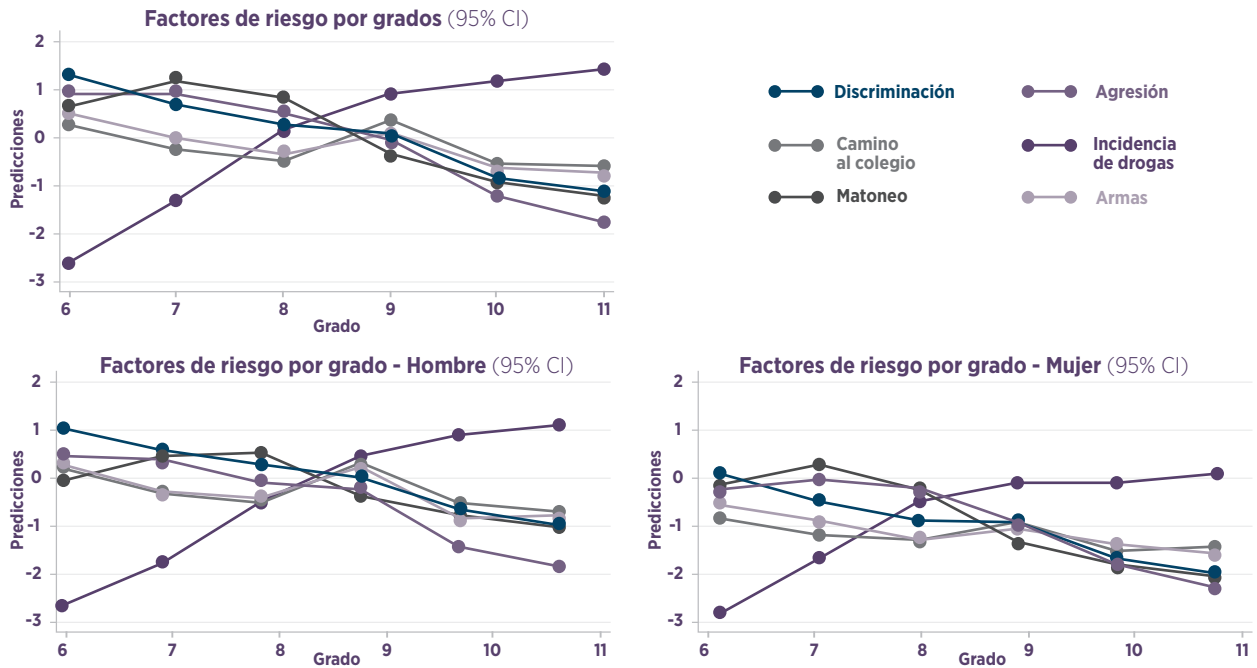 Factores de riesgo por grados (95% CI)
2
1
0
-1
-2
-3
Predicciones
6 7 8 9 10 11
Grado
Discriminación
Agresión
Camino
al colegio
Incidencia
de drogas
Matoneo
Armas
Factores de riesgo por grado - Hombre (95% CI)
2
1
0
-1
-2
-3
Predicciones
6 7 8 9 10 11
Grado
Factores de riesgo por grado - Mujer (95% CI)
2
1
0
-1
-2
-3
Predicciones
6 7 8 9 10 11
Grado